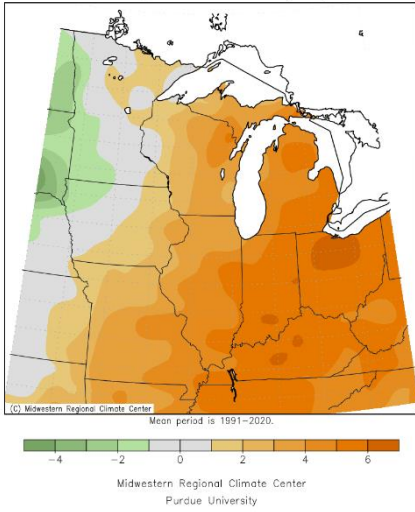 (C) Midwestern Regional Climate Center
Mean period is 1991-2020.
-4 -2 0 2 4 6
Midwestern Regional Climate Center
Purdue University